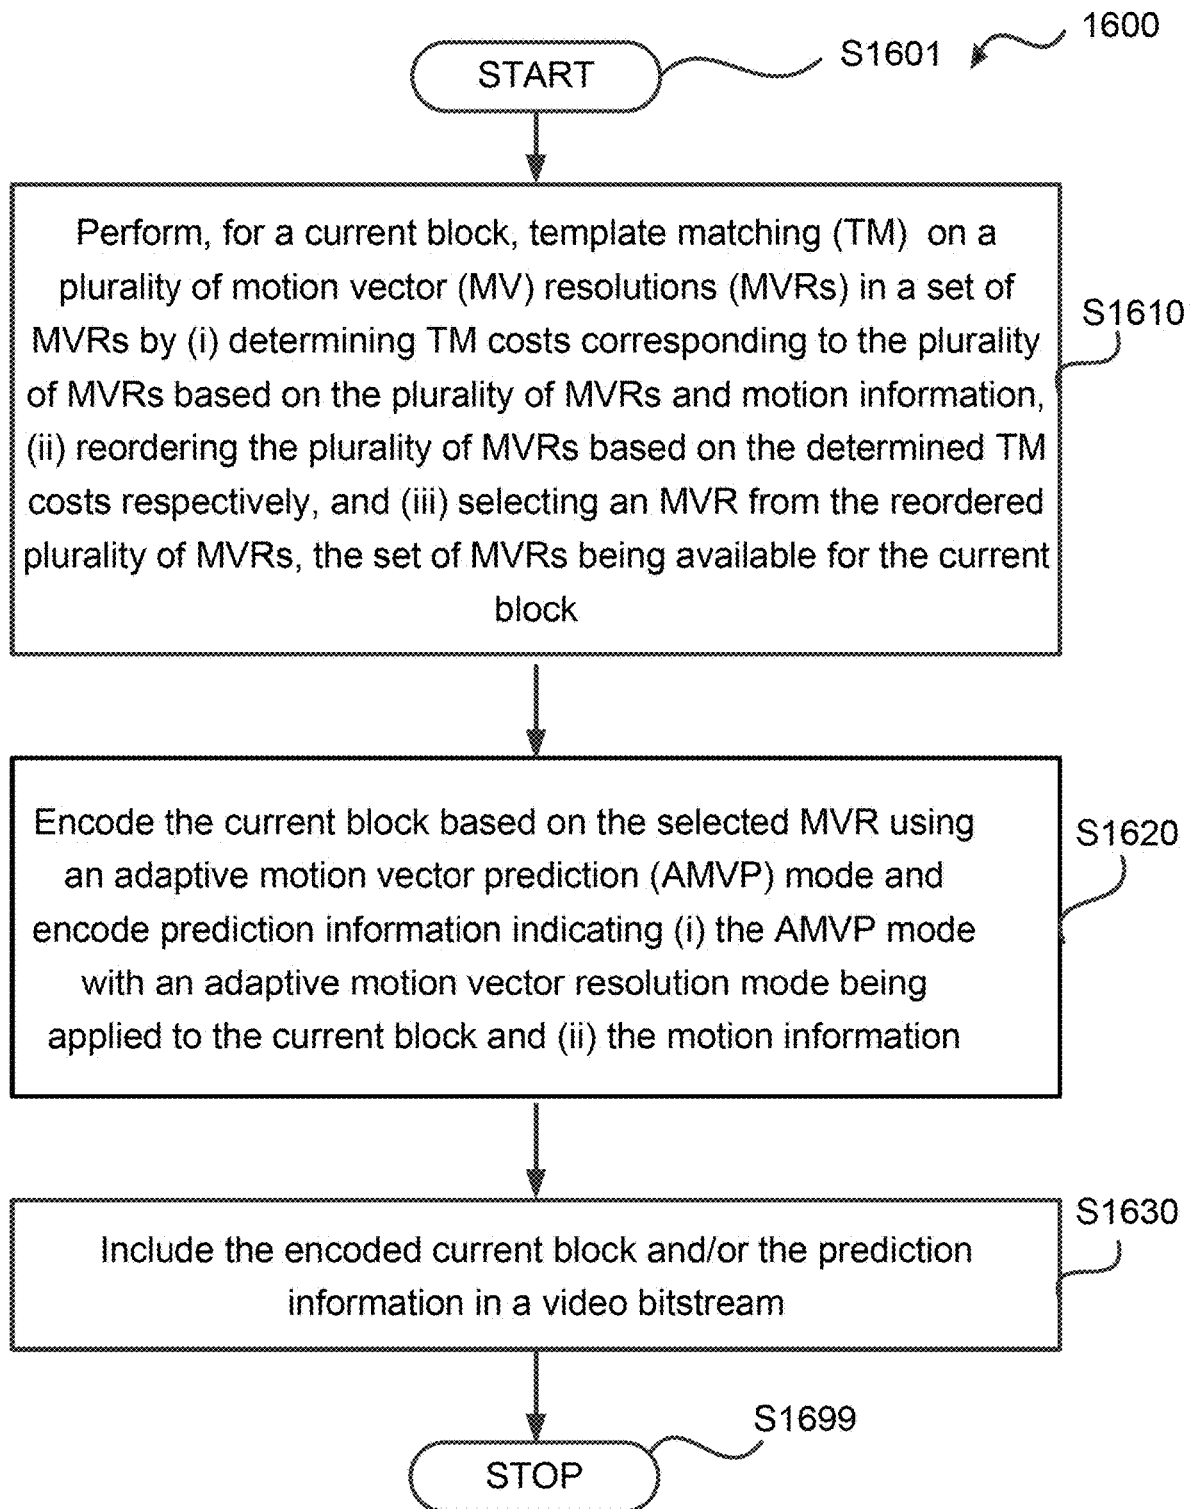 1600
START
S1601
Perform, for a current block, template matching (TM) on a
plurality of motion vector (MV) resolutions (MVRs) in a set of
MVRs by (i) determining TM costs corresponding to the plurality
of MVRs based on the plurality of MVRs and motion information,
(ii) reordering the plurality of MVRs based on the determined TM
costs respectively, and (iii) selecting an MVR from the reordered
plurality of MVRs, the set of MVRs being available for the current
block
S1610
Encode the current block based on the selected MVR using
an adaptive motion vector prediction (AMVP) mode and
encode prediction information indicating (i) the AMVP mode
with an adaptive motion vector resolution mode being
applied to the current block and (ii) the motion information
S1620
Include the encoded current block and/or the prediction
information in a video bitstream
S1630
STOP
S1699